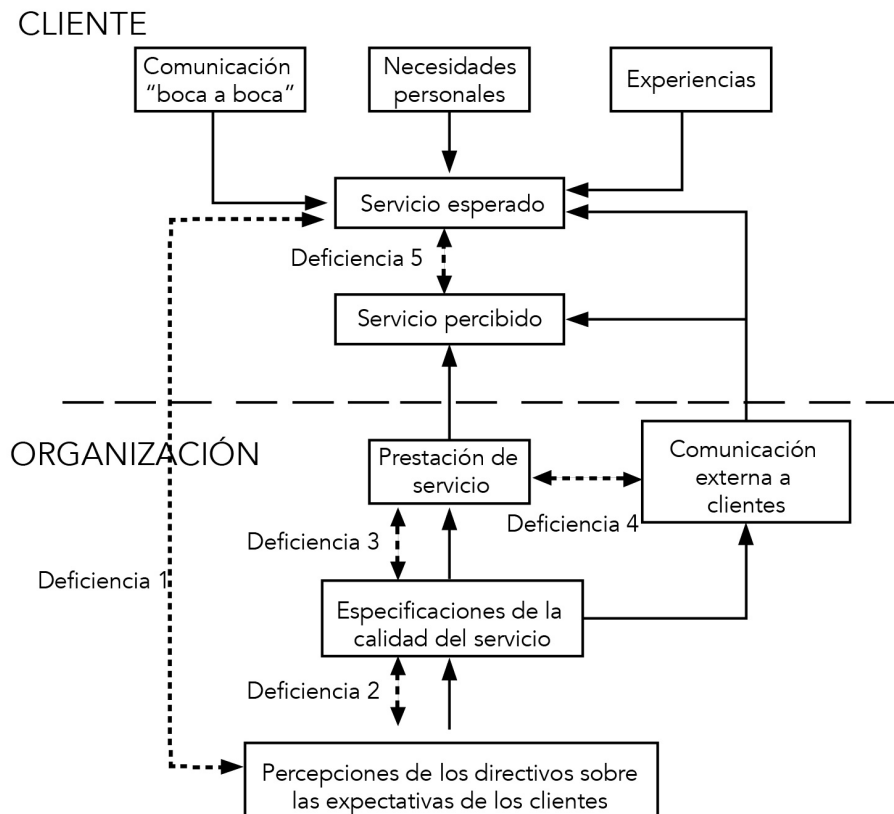 CLIENTE
Comunicación
“boca a boca”
Necesidades
personales
Experiencias
Servicio esperado
Deficiencia 5
Servicio percibido
ORGANIZACIÓN
Prestación de
servicio
Comunicación
externa a
clientes
Deficiencia 4
Deficiencia 3
Deficiencia 1
Especificaciones de la
calidad del servicio
Deficiencia 2
Percepciones de los directivos sobre
las expectativas de los clientes